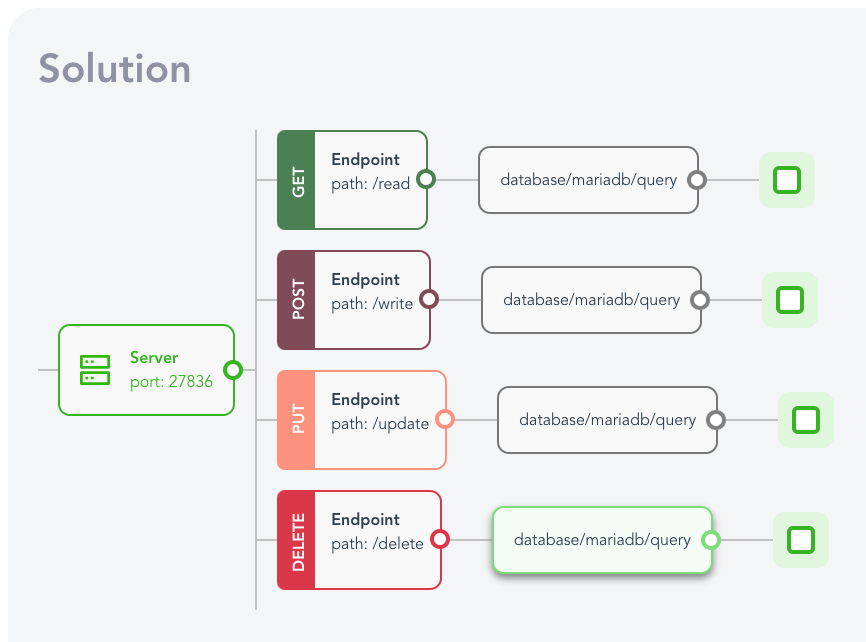 Solution
Server
port: 27836
GET
Endpoint
path: /read
database/mariadb/query
POST
Endpoint
path: /write
database/mariadb/query
PUT
Endpoint
path: /update
database/mariadb/query
DELETE
Endpoint
path: /delete
database/mariadb/query